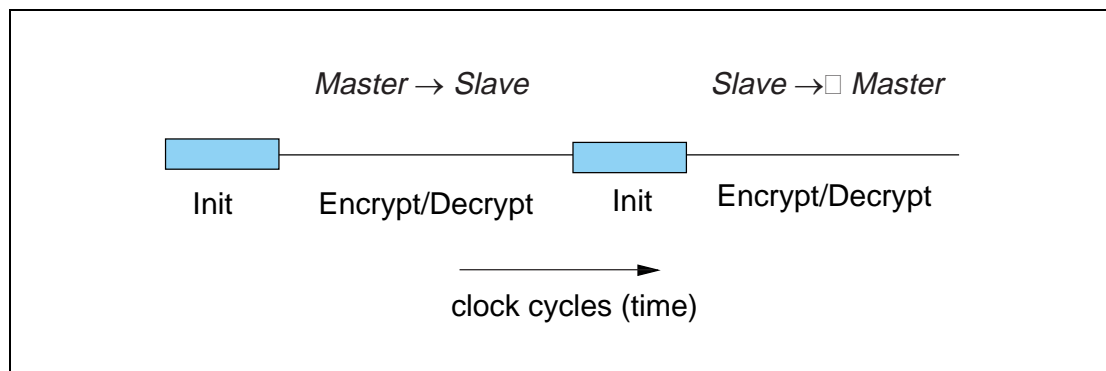 Master → Slave
Slave →□ Master
Init
Encrypt/Decrypt
Init
Encrypt/Decrypt
clock cycles (time)